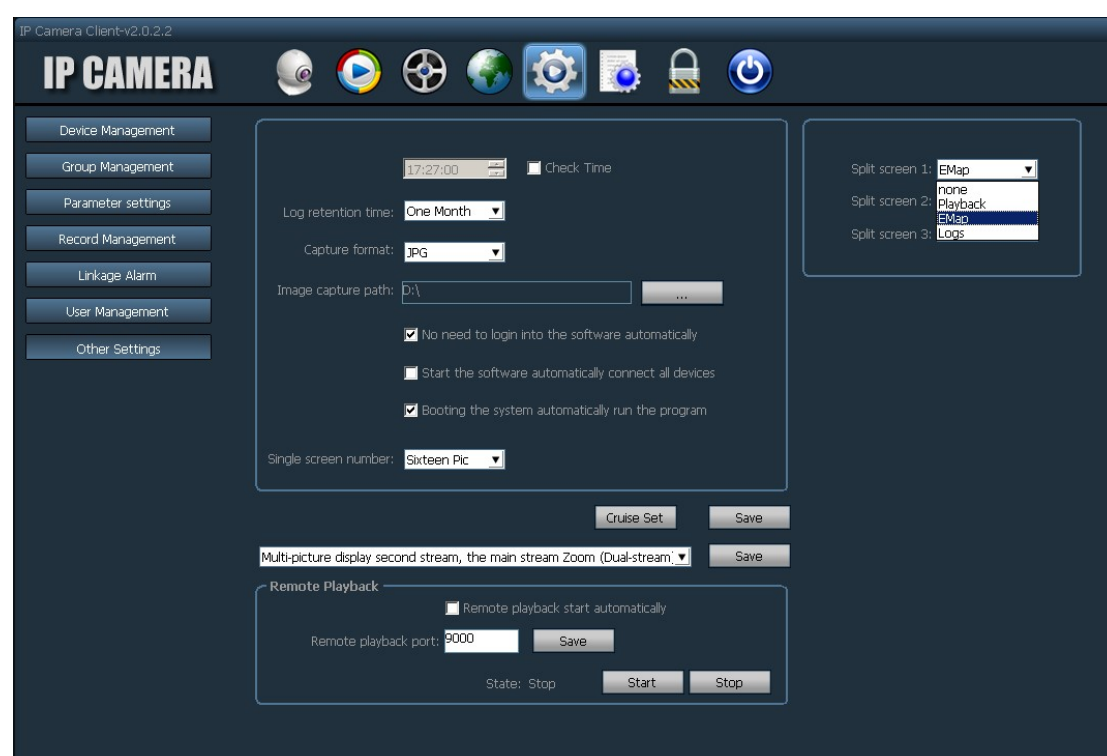 IP Camera Client-v2.0.2.2
IP CAMERA
Device Management
Group Management
Parameter settings
Record Management
Linkage Alarm
User Management
Other Settings
17:27:00 Check Time
Log retention time: One Month
Capture format: JPG
Image capture path: D:\ ...
No need to login into the software automatically
Start the software automatically connect all devices
Booting the system automatically run the program
Single screen number: Sixteen Pic
Cruise Set Save
Multi-picture display second stream, the main stream Zoom (Dual-stream) Save
Remote Playback
Remote playback start automatically
Remote playback port: 9000 Save
State: Stop Start Stop
Split screen 1: EMap
none
Split screen 2: Playback
EMap
Split screen 3: Logs